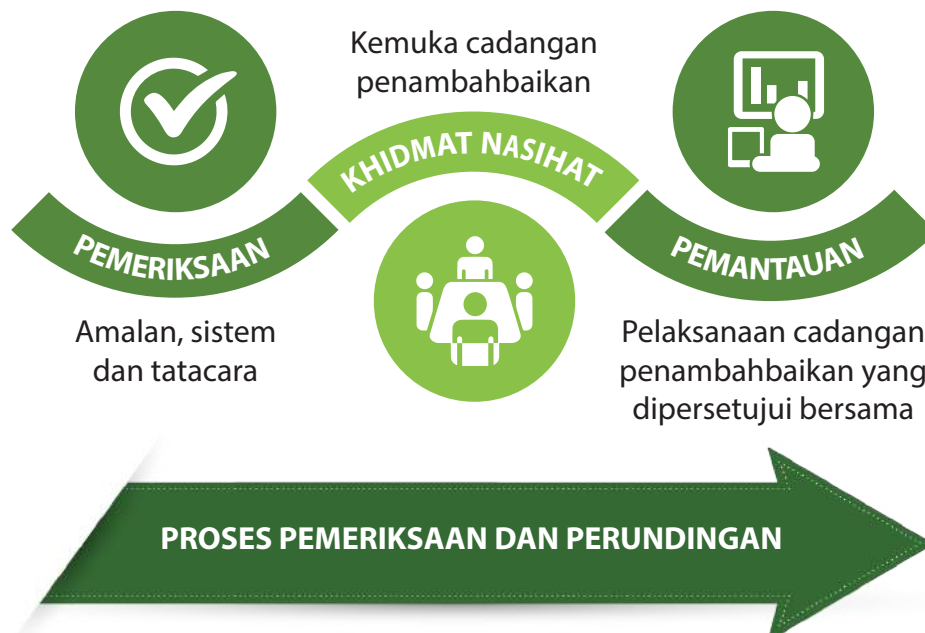 PEMERIKSAAN
Amalan, sistem
dan tatacara
Kemuka cadangan
penambahbaikan
KHIDMAT NASIHAT
PEMANTAUAN
Pelaksanaan cadangan
penambahbaikan yang
dipersetujui bersama
PROSES PEMERIKSAAN DAN PERUNDINGAN